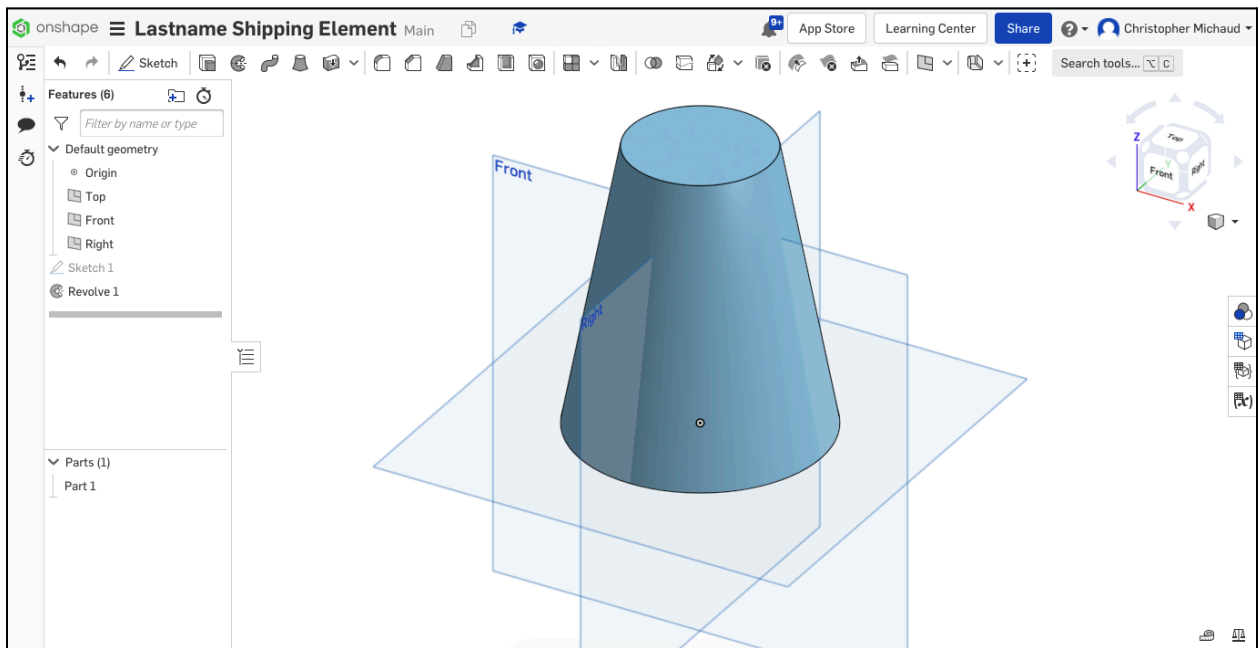 onshape Lastname Shipping Element Main 9+ App Store Learning Center Share Christopher Michaud
Sketch Search tools... ⌥ C
Features (6)
Filter by name or type
Default geometry
Origin
Top
Front
Right
Sketch 1
Revolve 1
Parts (1)
Part 1
Front
Right
Z
Top
Y
Front
Right
X
(x)